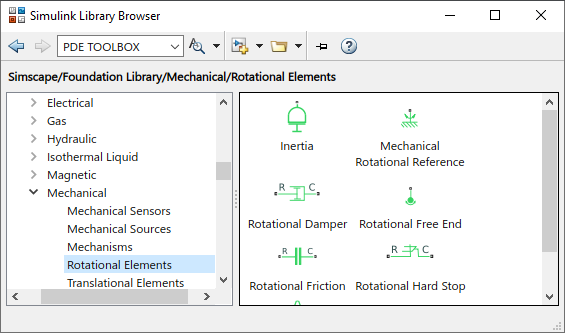 Simulink Library Browser
PDE TOOLBOX
Simscape/Foundation Library/Mechanical/Rotational Elements
Electrical
Gas
Hydraulic
Isothermal Liquid
Magnetic
Mechanical
Mechanical Sensors
Mechanical Sources
Mechanisms
Rotational Elements
Translational Elements
Inertia
Mechanical
Rotational Reference
R C
Rotational Damper
Rotational Free End
R C
Rotational Friction
R C
Rotational Hard Stop